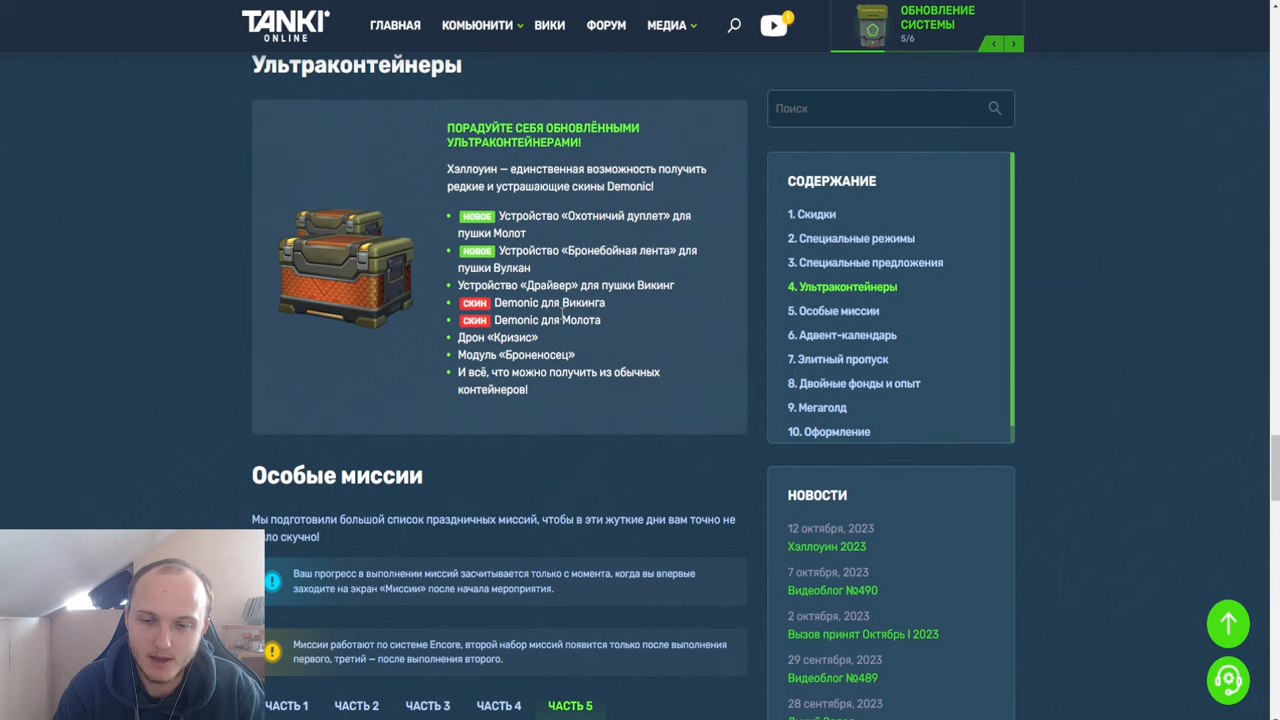 TANKI
ONLINE
ГЛАВНАЯ
КОМЬЮНИТИ
ВИКИ
ФОРУМ
МЕДИА
ОБНОВЛЕНИЕ
СИСТЕМЫ
5/6
Ультраконтейнеры
ПОРАДУЙТЕ СЕБЯ ОБНОВЛЁННЫМИ
УЛЬТРАКОНТЕЙНЕРАМИ!
Хэллоуин — единственная возможность получить
редкие и устрашающие скины Demonic!
НОВОЕ Устройство «Охотничий дуплет» для
пушки Молот
НОВОЕ Устройство «Бронебойная лента» для
пушки Вулкан
Устройство «Драйвер» для пушки Викинг
СКИН Demonic для Викинга
СКИН Demonic для Молота
Дрон «Кризис»
Модуль «Броненосец»
И всё, что можно получить из обычных
контейнеров!
Особые миссии
Мы подготовили большой список праздничных миссий, чтобы в эти жуткие дни вам точно не
скучно!
Ваш прогресс в выполнении миссий засчитывается только с момента, когда вы впервые
заходите на экран «Миссии» после начала мероприятия.
Миссии работают по системе Encore, второй набор миссий появится только после выполнения
первого, третий — после выполнения второго.
ЧАСТЬ 1
ЧАСТЬ 2
ЧАСТЬ 3
ЧАСТЬ 4
ЧАСТЬ 5
Поиск
СОДЕРЖАНИЕ
1. Скидки
2. Специальные режимы
3. Специальные предложения
4. Ультраконтейнеры
5. Особые миссии
6. Адвент-календарь
7. Элитный пропуск
8. Двойные фонды и опыт
9. Мегаголд
10. Оформление
НОВОСТИ
12 октября, 2023
Хэллоуин 2023
7 октября, 2023
Видеоблог №490
2 октября, 2023
Вызов принят Октябрь I 2023
29 сентября, 2023
Видеоблог №489
28 сентября, 2023